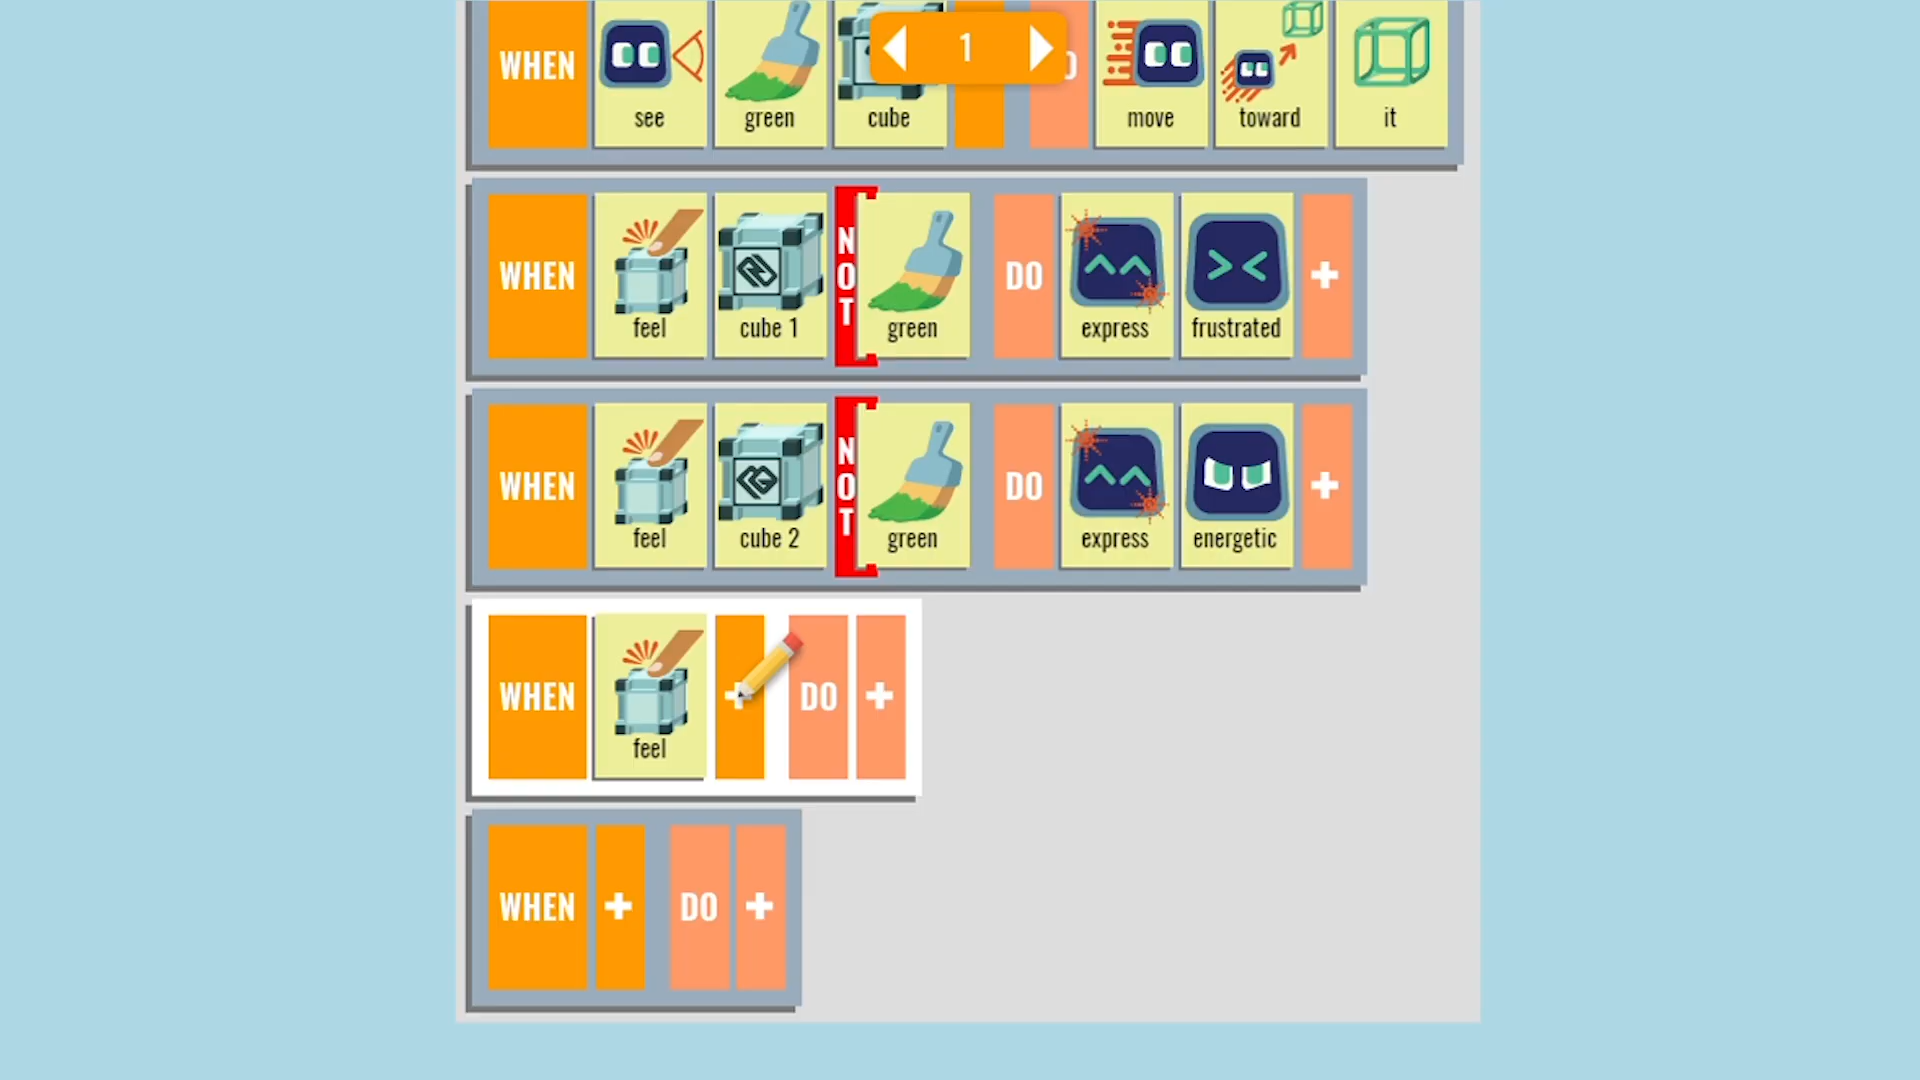 WHEN see green cube 1 move toward it
WHEN feel cube 1 NOT green DO express frustrated +
WHEN feel cube 2 NOT green DO express energetic +
WHEN feel + DO +
WHEN + DO +